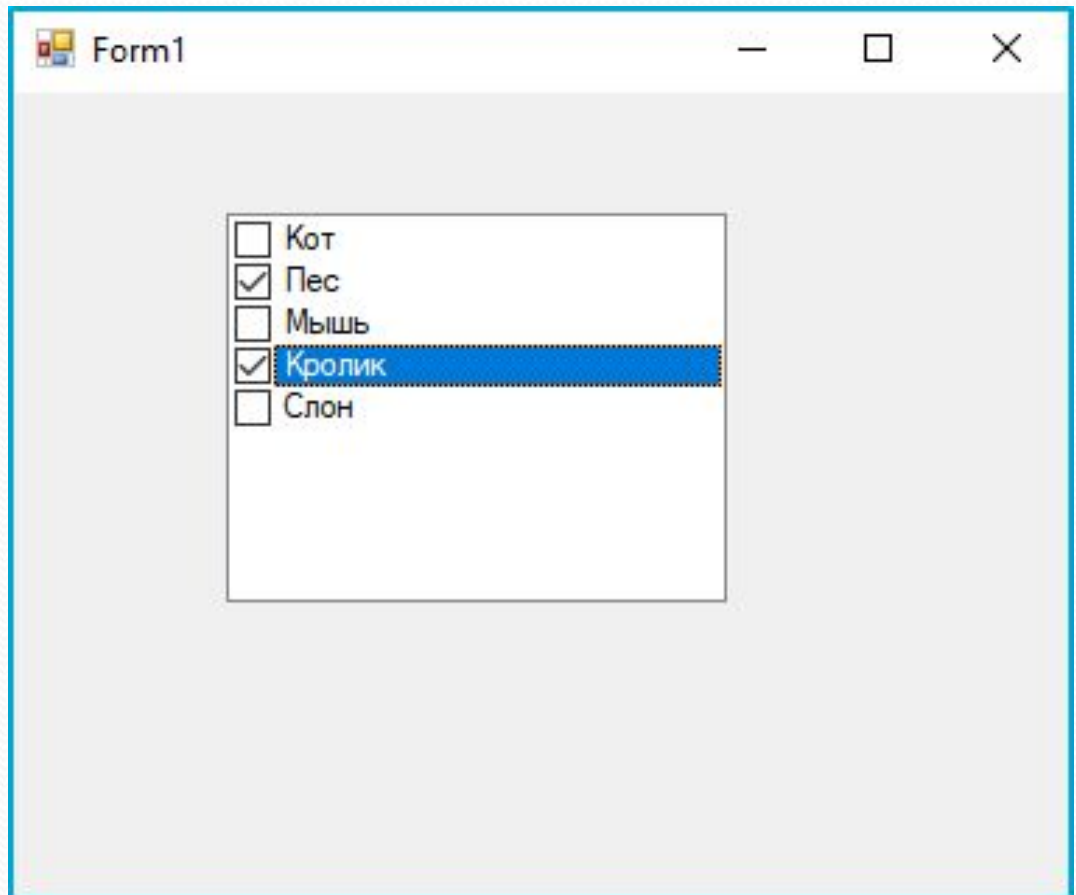 Form1
Кот
Пес
Мышь
Кролик
Слон